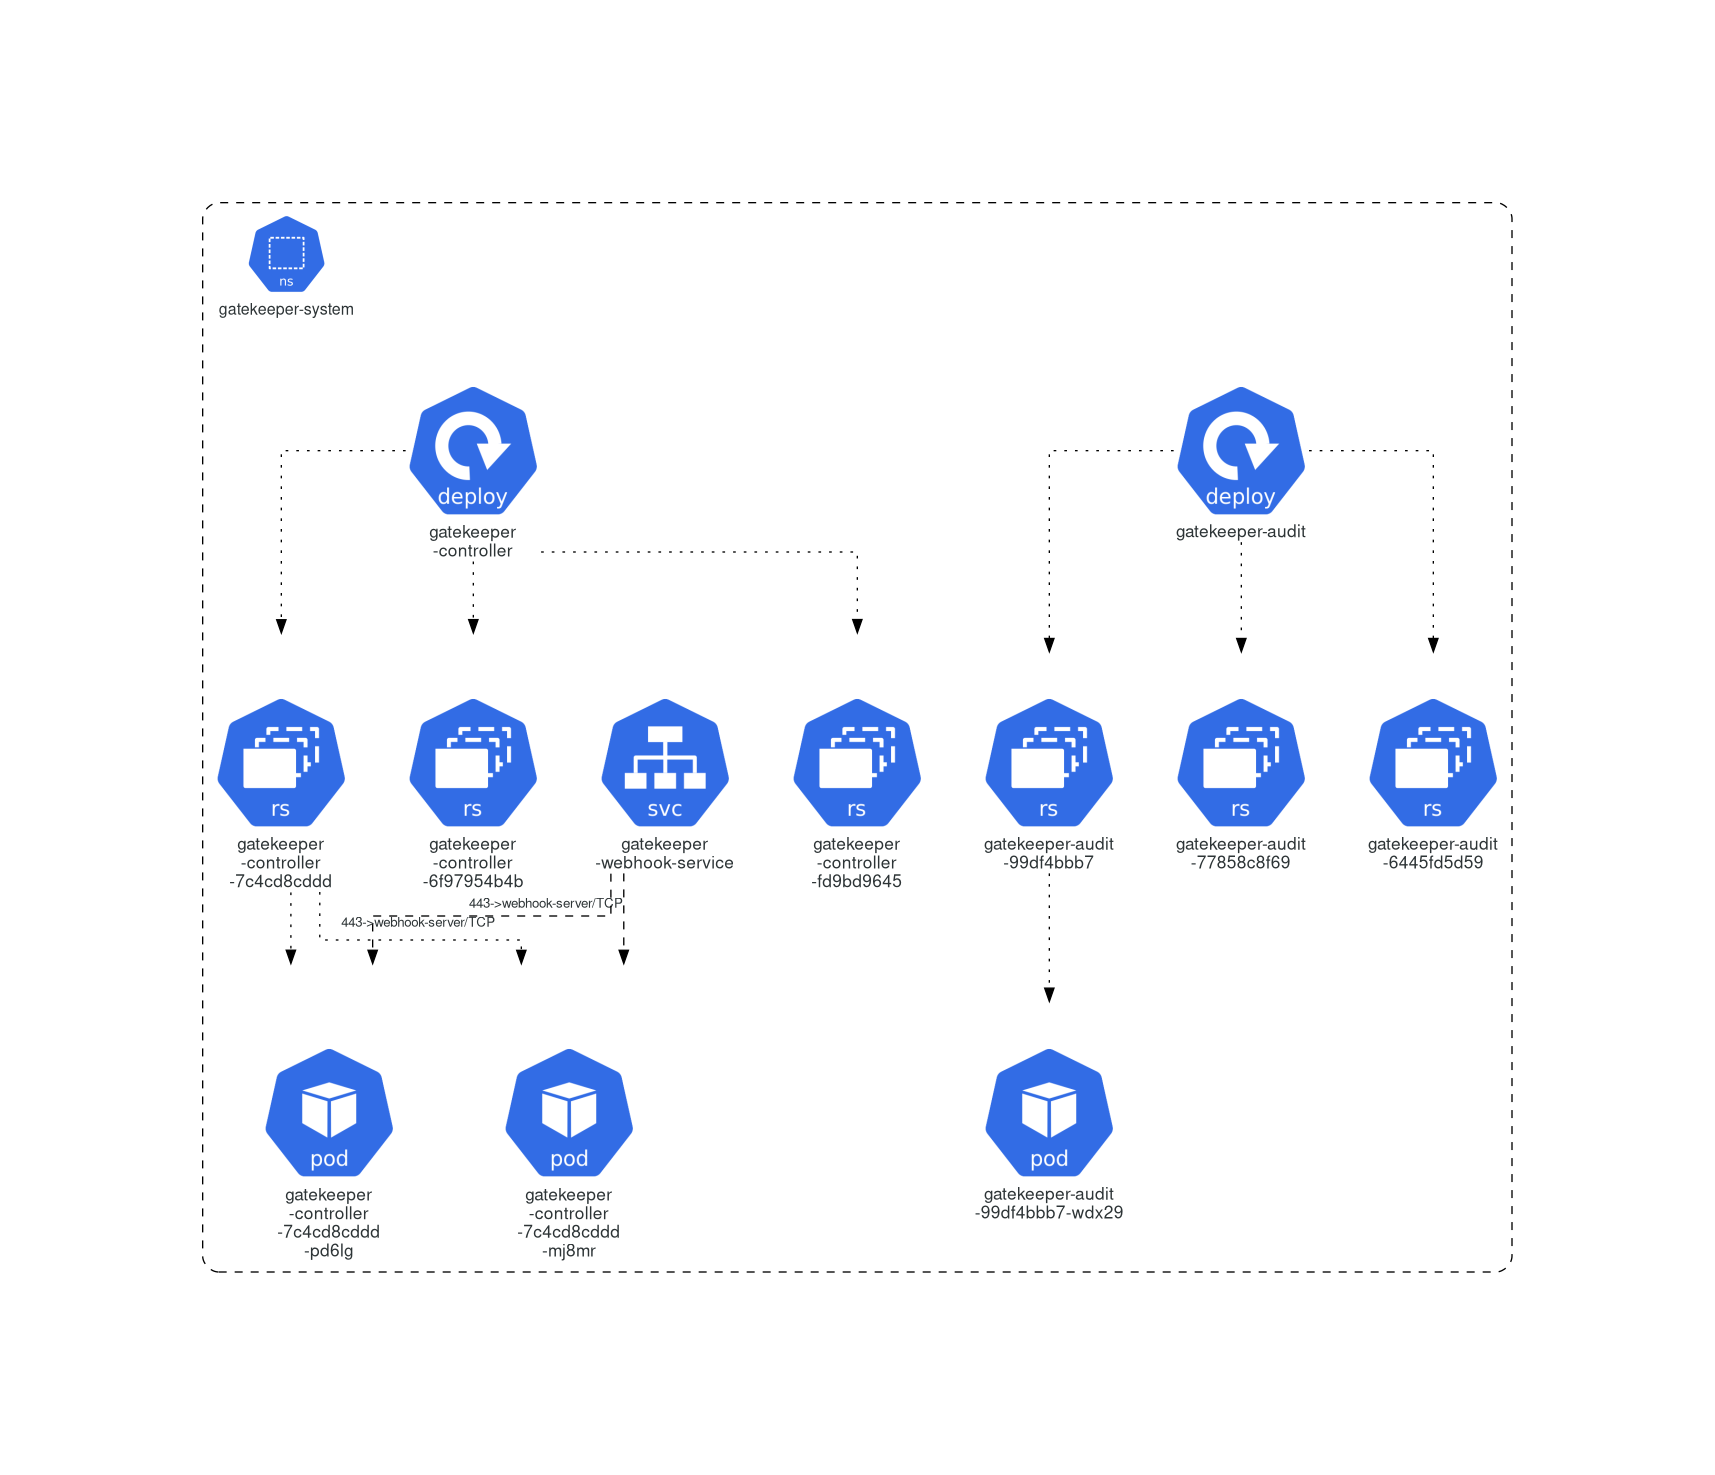 ns
gatekeeper-system
deploy
gatekeeper
-controller
deploy
gatekeeper-audit
rs
gatekeeper
-controller
-7c4cd8cddd
rs
gatekeeper
-controller
-6f97954b4b
svc
gatekeeper
-webhook-service
rs
gatekeeper
-controller
-fd9bd9645
rs
gatekeeper-audit
-99df4bbb7
rs
gatekeeper-audit
-77858c8f69
rs
gatekeeper-audit
-6445fd5d59
443->webhook-server/TCP
443->webhook-server/TCP
pod
gatekeeper
-controller
-7c4cd8cddd
-pd6lg
pod
gatekeeper
-controller
-7c4cd8cddd
-mj8mr
pod
gatekeeper-audit
-99df4bbb7-wdx29